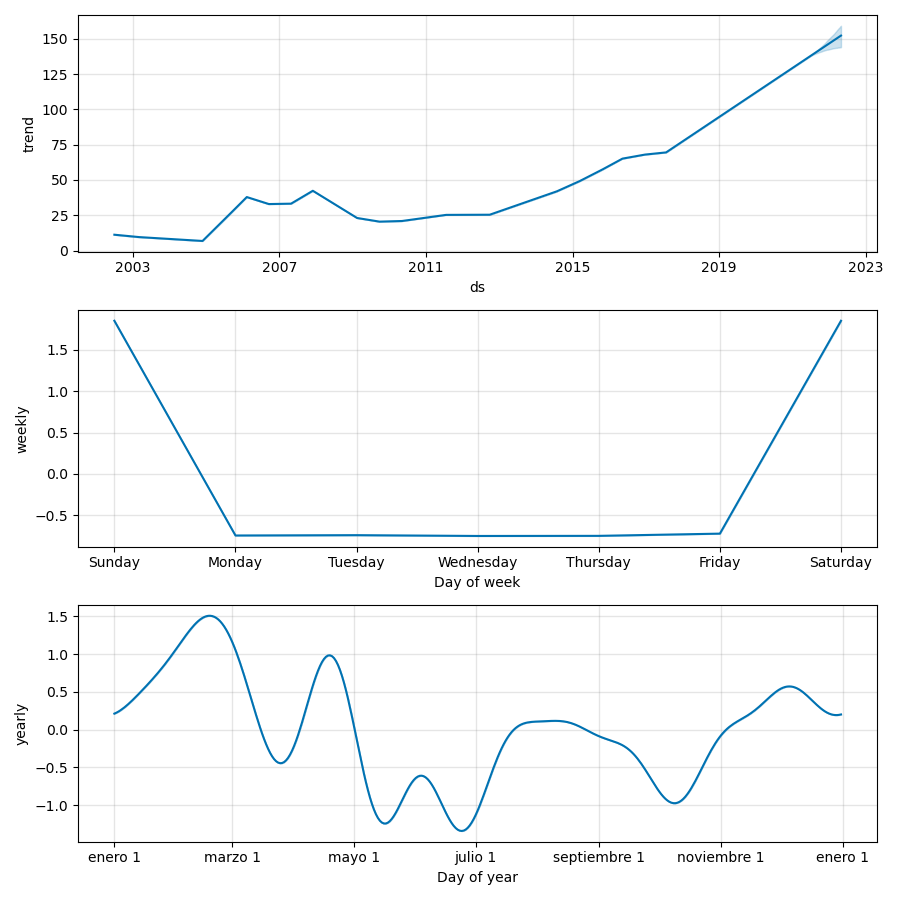 150
125
100
75
50
25
0
trend
2003 2007 2011 2015 2019 2023
ds
1.5
1.0
0.5
0.0
−0.5
weekly
Sunday Monday Tuesday Wednesday Thursday Friday Saturday
Day of week
1.5
1.0
0.5
0.0
−0.5
−1.0
yearly
enero 1 marzo 1 mayo 1 julio 1 septiembre 1 noviembre 1 enero 1
Day of year